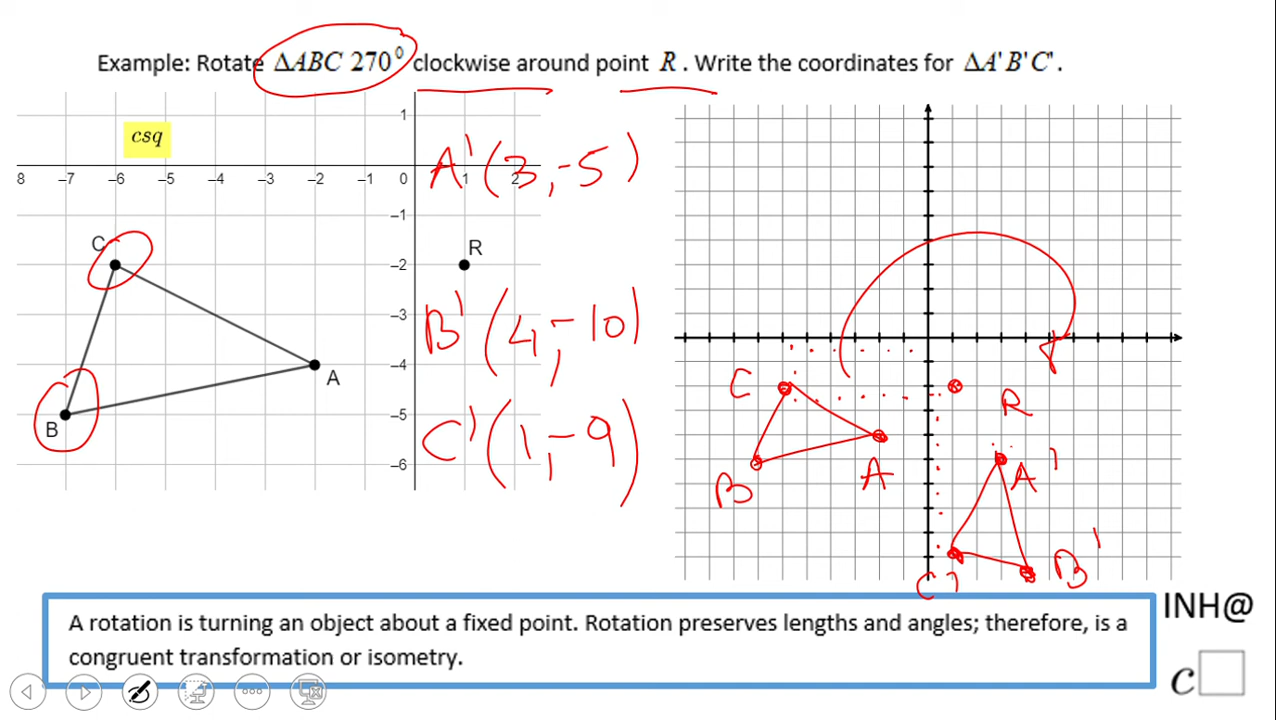 Example: Rotate ΔABC 270⁰ clockwise around point R. Write the coordinates for ΔA'B'C'.
csq
1
A'(3,-5)
8 −7 −6 −5 −4 −3 −2 −1 0 1 2
−1
C
R
−2
−3
B'(4,-10)
−4
A
−5
B
C'(1,-9)
−6
C
R
B
A
A'
C'
B'
A rotation is turning an object about a fixed point. Rotation preserves lengths and angles; therefore, is a
congruent transformation or isometry.
INH@
c